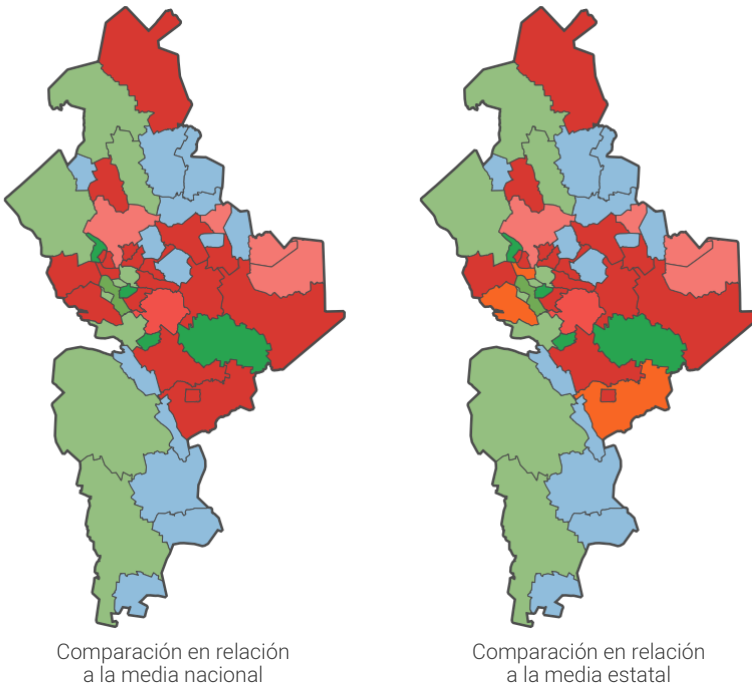 Comparación en relación
a la media nacional
Comparación en relación
a la media estatal